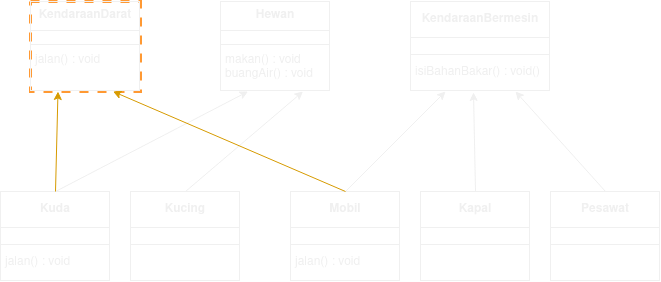 KendaraanDarat
jalan() : void
Hewan
makan() : void
buangAir() : void
KendaraanBermesin
isiBahanBakar() : void()
Kuda
jalan() : void
Kucing
Mobil
jalan() : void
Kapal
Pesawat